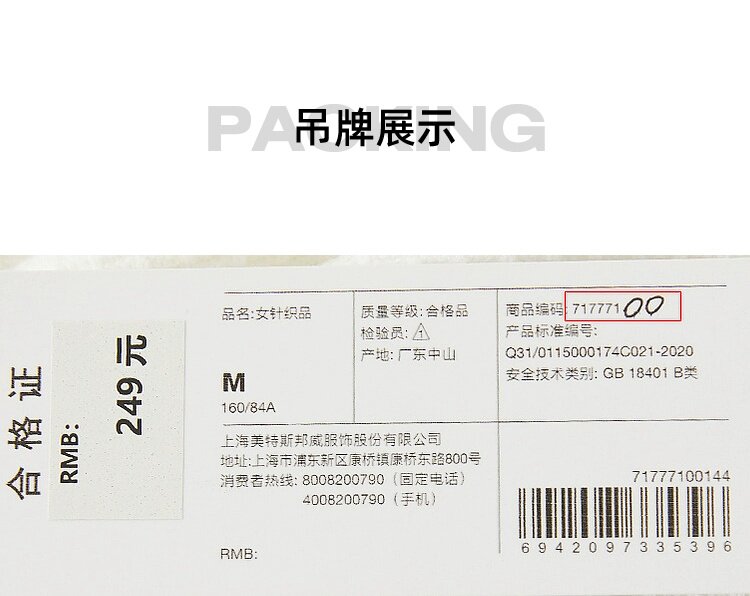 PACKING
吊牌展示
合格证
RMB:
249元
品名:女针织品
M
160/84A
质量等级:合格品
检验员:1
产地:广东中山
商品编码:71777100
产品标准编号:
Q31/0115000174C021-2020
安全技术类别: GB 18401 B类
上海美特斯邦威服饰股份有限公司
地址:上海市浦东新区康桥镇康桥东路800号
消费者热线: 8008200790 (固定电话)
4008200790 (手机)
RMB:
71777100144
6942097335396